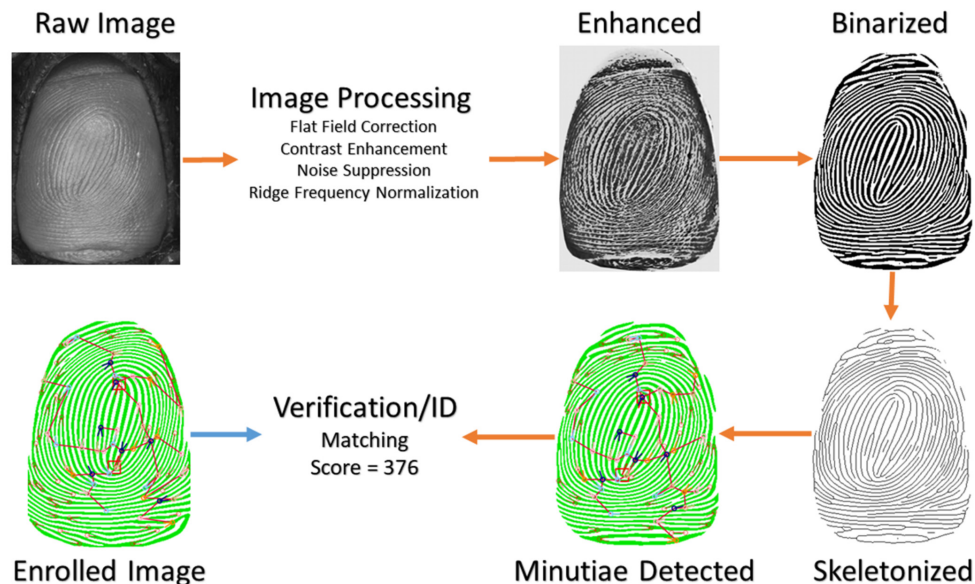 Raw Image
Enhanced
Binarized
Image Processing
Flat Field Correction
Contrast Enhancement
Noise Suppression
Ridge Frequency Normalization
Verification/ID
Matching
Score = 376
Enrolled Image
Minutiae Detected
Skeletonized